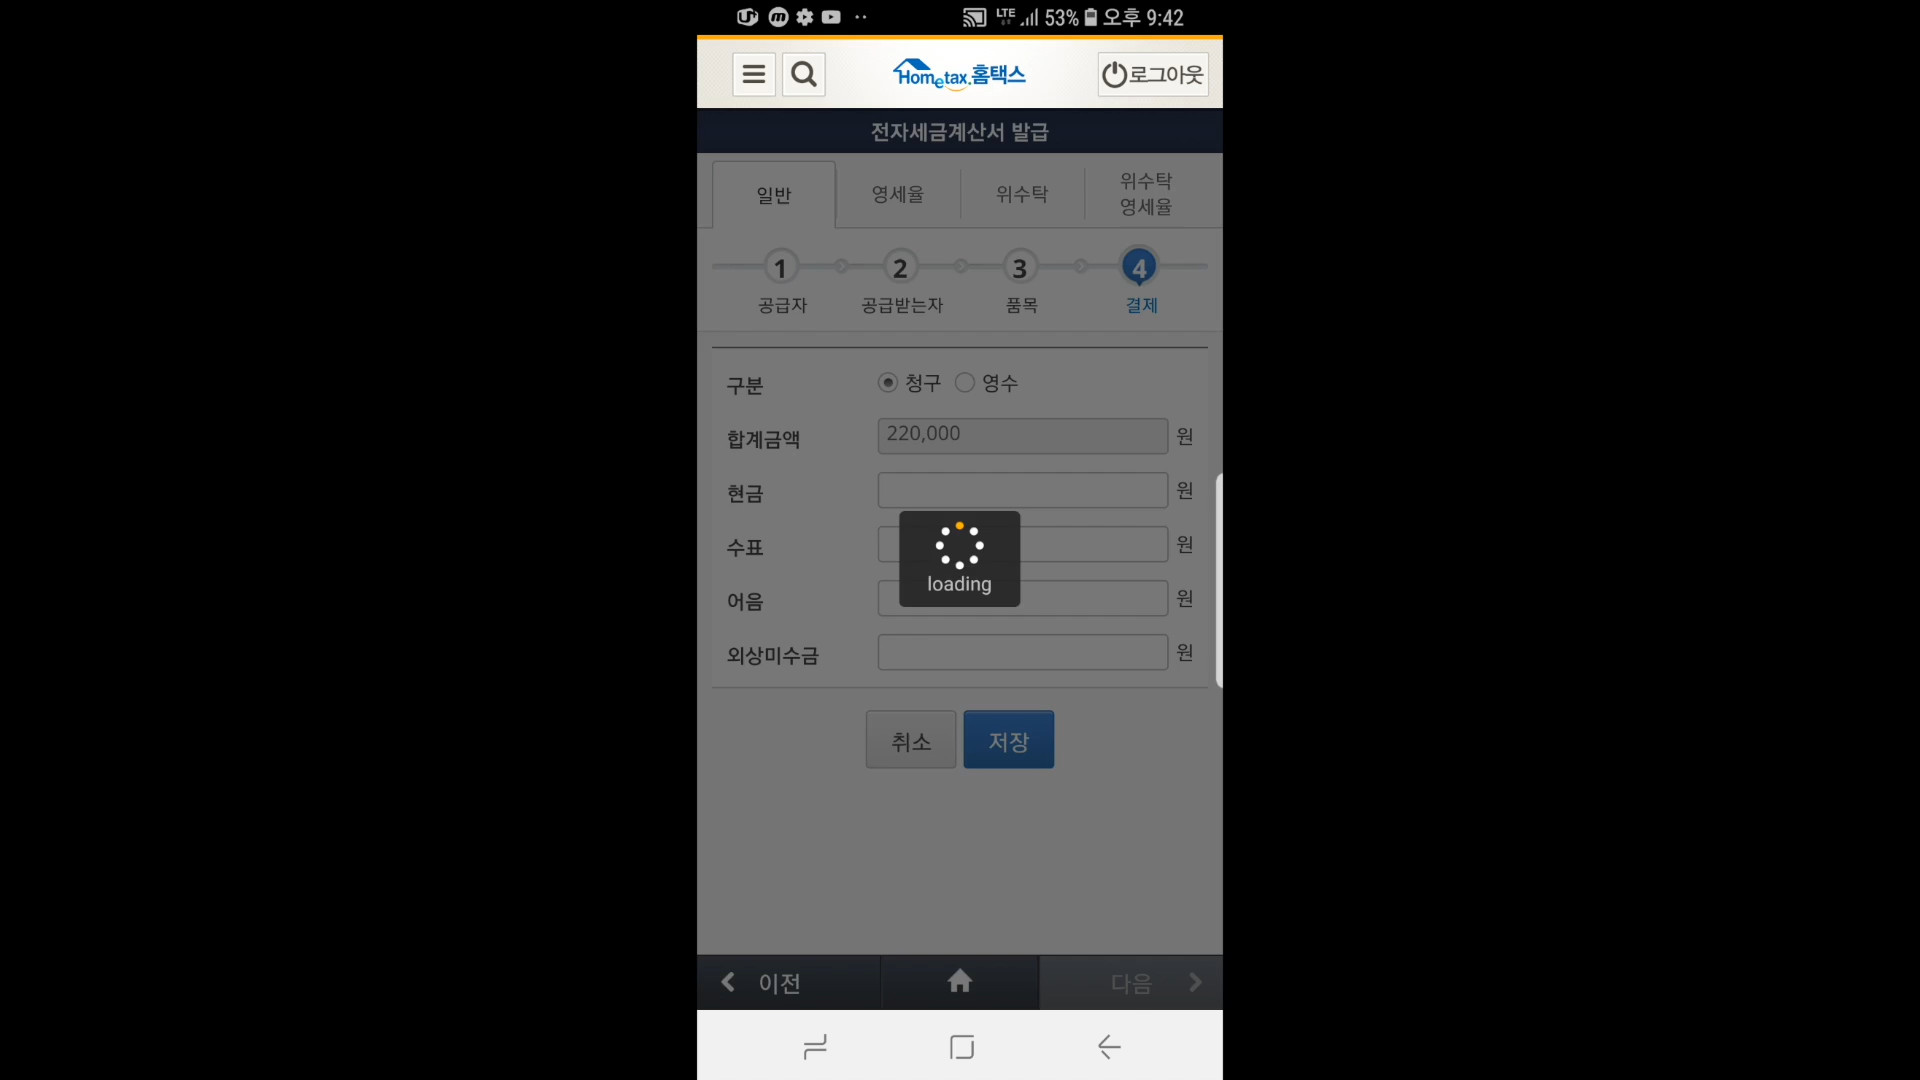 LTE 53% 오후 9:42
Hometax. 홈택스 로그아웃
전자세금계산서 발급
일반 영세율 위수탁 위수탁
영세율
1 2 3 4
공급자 공급받는자 품목 결제
구분 청구 영수
합계금액 220,000 원
현금 원
수표 원
loading
어음 원
외상미수금 원
취소 저장
이전 다음